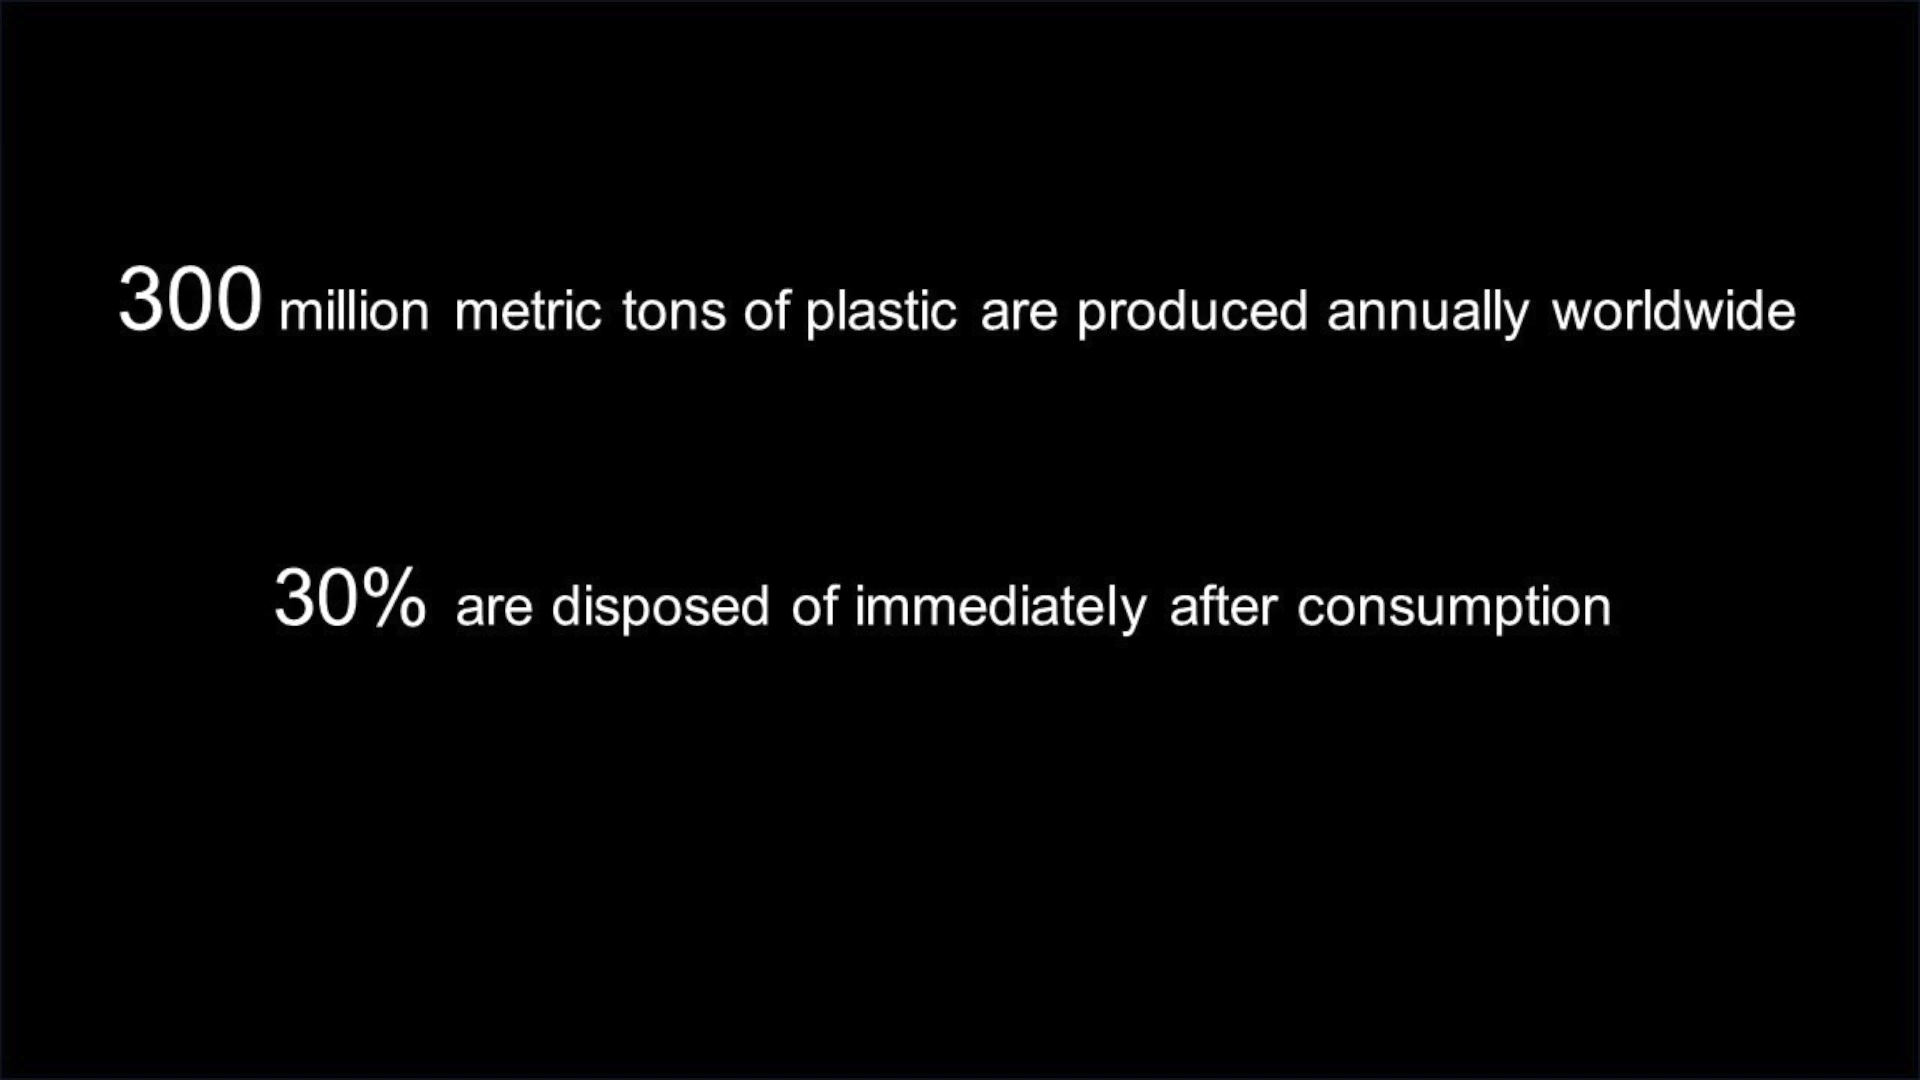 300 million metric tons of plastic are produced annually worldwide
30% are disposed of immediately after consumption